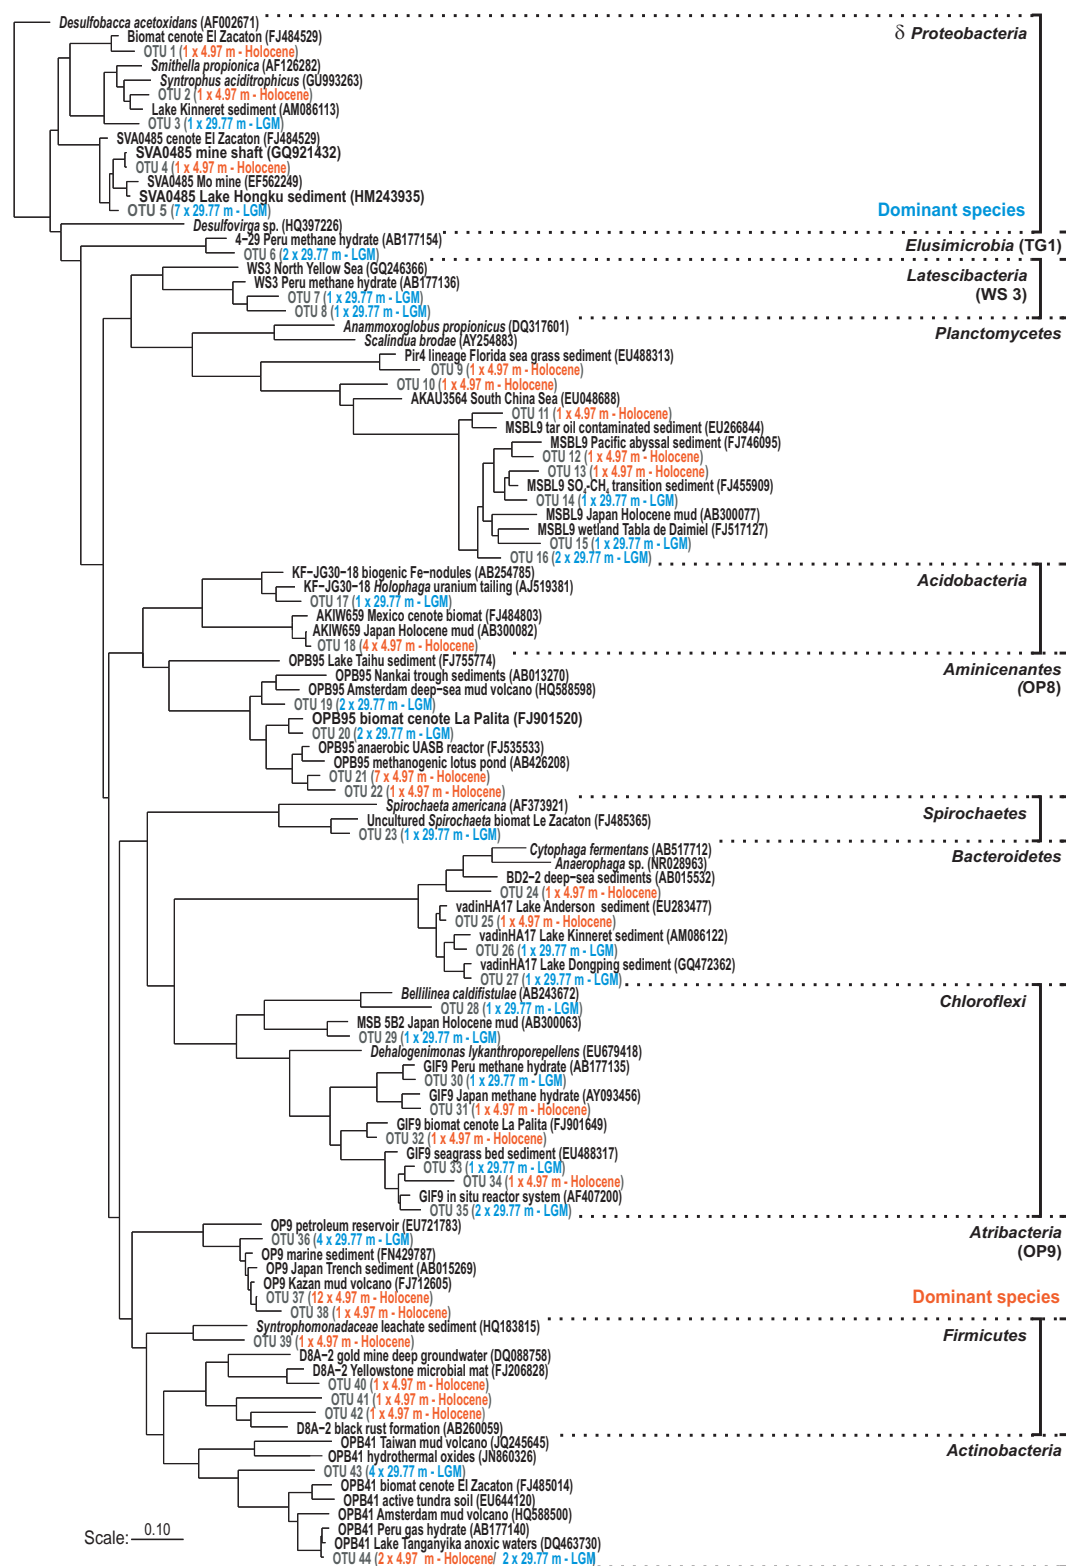 Desulfobacca acetoxidans (AF002671)
δ Proteobacteria
Biomat cenote El Zacaton (FJ484529)
OTU 1 (1 x 4.97 m - Holocene)
Smithella propionica (AF126282)
Syntrophus aciditrophicus (GU993263)
OTU 2 (1 x 4.97 m - Holocene)
Lake Kinneret sediment (AM086113)
OTU 3 (1 x 29.77 m - LGM)
SVA0485 cenote El Zacaton (FJ484529)
SVA0485 mine shaft (GQ921432)
OTU 4 (1 x 4.97 m - Holocene)
SVA0485 Mo mine (EF562249)
SVA0485 Lake Hongku sediment (HM243935)
OTU 5 (7 x 29.77 m - LGM)
Dominant species
Desulfovirga sp. (HQ397226)
4−29 Peru methane hydrate (AB177154)
Elusimicrobia (TG1)
OTU 6 (2 x 29.77 m - LGM)
WS3 North Yellow Sea (GQ246366)
Latescibacteria
(WS 3)
WS3 Peru methane hydrate (AB177136)
OTU 7 (1 x 29.77 m - LGM)
OTU 8 (1 x 29.77 m - LGM)
Anammoxoglobus propionicus (DQ317601)
Planctomycetes
Scalindua brodae (AY254883)
Pir4 lineage Florida sea grass sediment (EU488313)
OTU 9 (1 x 4.97 m - Holocene)
OTU 10 (1 x 4.97 m - Holocene)
AKAU3564 South China Sea (EU048688)
OTU 11 (1 x 4.97 m - Holocene)
MSBL9 tar oil contaminated sediment (EU266844)
MSBL9 Pacific abyssal sediment (FJ746095)
OTU 12 (1 x 4.97 m - Holocene)
OTU 13 (1 x 4.97 m - Holocene)
MSBL9 SO4-CH4 transition sediment (FJ455909)
OTU 14 (1 x 29.77 m - LGM)
MSBL9 Japan Holocene mud (AB300077)
MSBL9 wetland Tabla de Daimiel (FJ517127)
OTU 15 (1 x 29.77 m - LGM)
OTU 16 (2 x 29.77 m - LGM)
KF−JG30−18 biogenic Fe−nodules (AB254785)
Acidobacteria
KF−JG30−18 Holophaga uranium tailing (AJ519381)
OTU 17 (1 x 29.77 m - LGM)
AKIW659 Mexico cenote biomat (FJ484803)
AKIW659 Japan Holocene mud (AB300082)
OTU 18 (4 x 4.97 m - Holocene)
OPB95 Lake Taihu sediment (FJ755774)
Aminicenantes
(OP8)
OPB95 Nankai trough sediments (AB013270)
OPB95 Amsterdam deep−sea mud volcano (HQ588598)
OTU 19 (2 x 29.77 m - LGM)
OPB95 biomat cenote La Palita (FJ901520)
OTU 20 (2 x 29.77 m - LGM)
OPB95 anaerobic UASB reactor (FJ535533)
OPB95 methanogenic lotus pond (AB426208)
OTU 21 (7 x 4.97 m - Holocene)
OTU 22 (1 x 4.97 m - Holocene)
Spirochaeta americana (AF373921)
Spirochaetes
Uncultured Spirochaeta biomat Le Zacaton (FJ485365)
OTU 23 (1 x 29.77 m - LGM)
Cytophaga fermentans (AB517712)
Bacteroidetes
Anaerophaga sp. (NR028963)
BD2−2 deep−sea sediments (AB015532)
OTU 24 (1 x 4.97 m - Holocene)
vadinHA17 Lake Anderson sediment (EU283477)
OTU 25 (1 x 4.97 m - Holocene)
vadinHA17 Lake Kinneret sediment (AM086122)
OTU 26 (1 x 29.77 m - LGM)
vadinHA17 Lake Dongping sediment (GQ472362)
OTU 27 (1 x 29.77 m - LGM)
Bellilinea caldifistulae (AB243672)
Chloroflexi
OTU 28 (1 x 29.77 m - LGM)
MSB 5B2 Japan Holocene mud (AB300063)
OTU 29 (1 x 29.77 m - LGM)
Dehalogenimonas lykanthroporepellens (EU679418)
GIF9 Peru methane hydrate (AB177135)
OTU 30 (1 x 29.77 m - LGM)
GIF9 Japan methane hydrate (AY093456)
OTU 31 (1 x 4.97 m - Holocene)
GIF9 biomat cenote La Palita (FJ901649)
OTU 32 (1 x 4.97 m - Holocene)
GIF9 seagrass bed sediment (EU488317)
OTU 33 (1 x 29.77 m - LGM)
OTU 34 (1 x 4.97 m - Holocene)
GIF9 in situ reactor system (AF407200)
OTU 35 (2 x 29.77 m - LGM)
OP9 petroleum reservoir (EU721783)
Atribacteria
(OP9)
OTU 36 (4 x 29.77 m - LGM)
OP9 marine sediment (FN429787)
OP9 Japan Trench sediment (AB015269)
OP9 Kazan mud volcano (FJ712605)
OTU 37 (12 x 4.97 m - Holocene)
Dominant species
OTU 38 (1 x 4.97 m - Holocene)
Syntrophomonadaceae leachate sediment (HQ183815)
Firmicutes
OTU 39 (1 x 4.97 m - Holocene)
D8A−2 gold mine deep groundwater (DQ088758)
D8A−2 Yellowstone microbial mat (FJ206828)
OTU 40 (1 x 4.97 m - Holocene)
OTU 41 (1 x 4.97 m - Holocene)
OTU 42 (1 x 4.97 m - Holocene)
D8A−2 black rust formation (AB260059)
OPB41 Taiwan mud volcano (JQ245645)
Actinobacteria
OPB41 hydrothermal oxides (JN860326)
OTU 43 (4 x 29.77 m - LGM)
OPB41 biomat cenote El Zacaton (FJ485014)
OPB41 active tundra soil (EU644120)
OPB41 Amsterdam mud volcano (HQ588500)
OPB41 Peru gas hydrate (AB177140)
Scale: 0.10
OPB41 Lake Tanganyika anoxic waters (DQ463730)
OTU 44 (2 x 4.97 m - Holocene/ 2 x 29.77 m - LGM